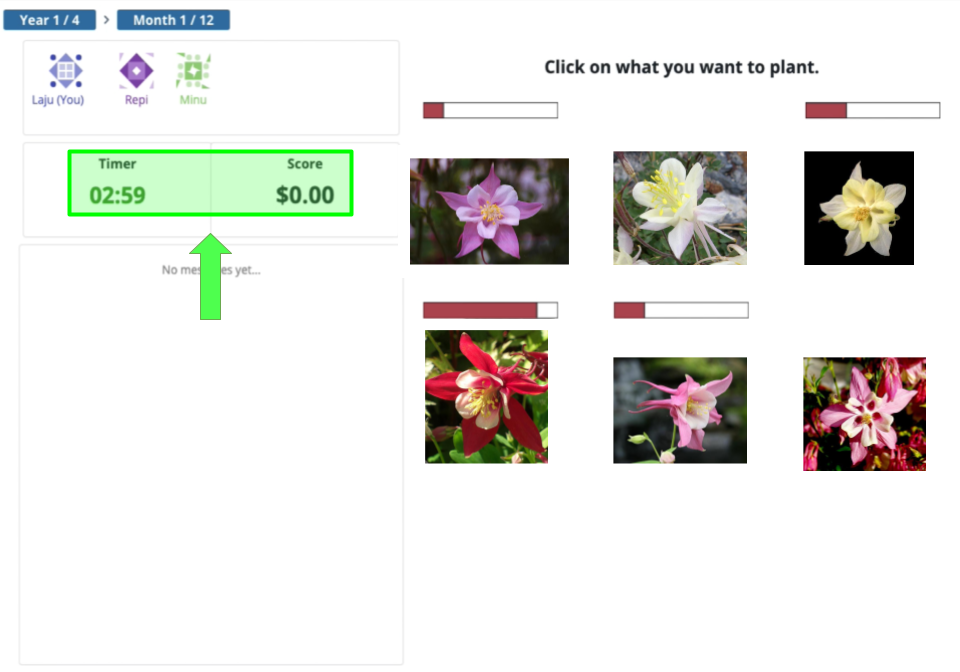 Year 1 / 4 > Month 1 / 12
Laju (You) Repi Minu
Click on what you want to plant.
Timer Score
02:59 $0.00
No mes es yet...